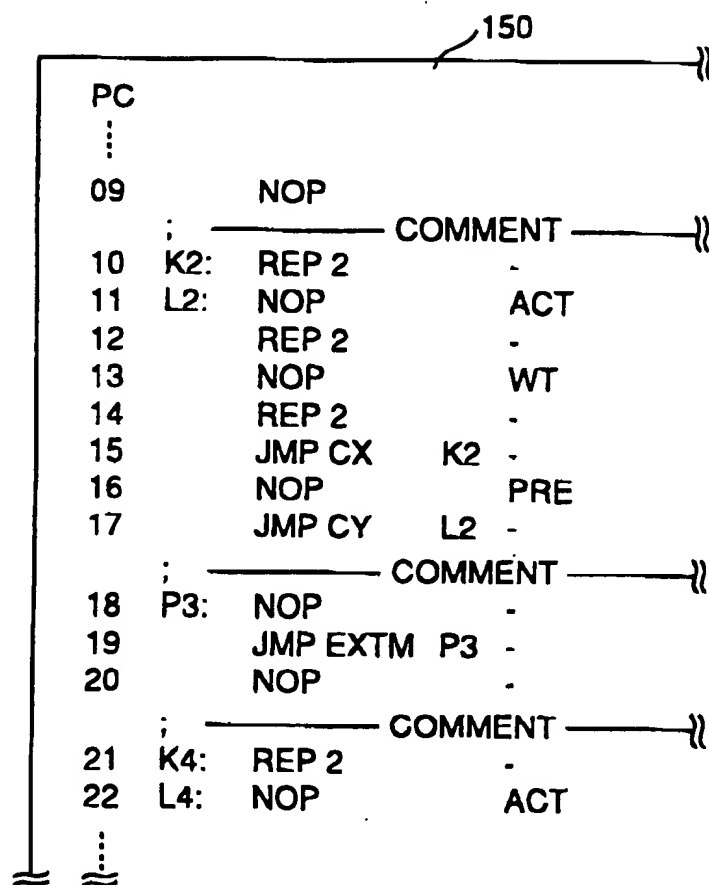 150
PC
09 NOP
; COMMENT
10 K2: REP 2 -
11 L2: NOP ACT
12 REP 2 -
13 NOP WT
14 REP 2 -
15 JMP CX K2 -
16 NOP PRE
17 JMP CY L2 -
; COMMENT
18 P3: NOP -
19 JMP EXTM P3 -
20 NOP -
; COMMENT
21 K4: REP 2 -
22 L4: NOP ACT